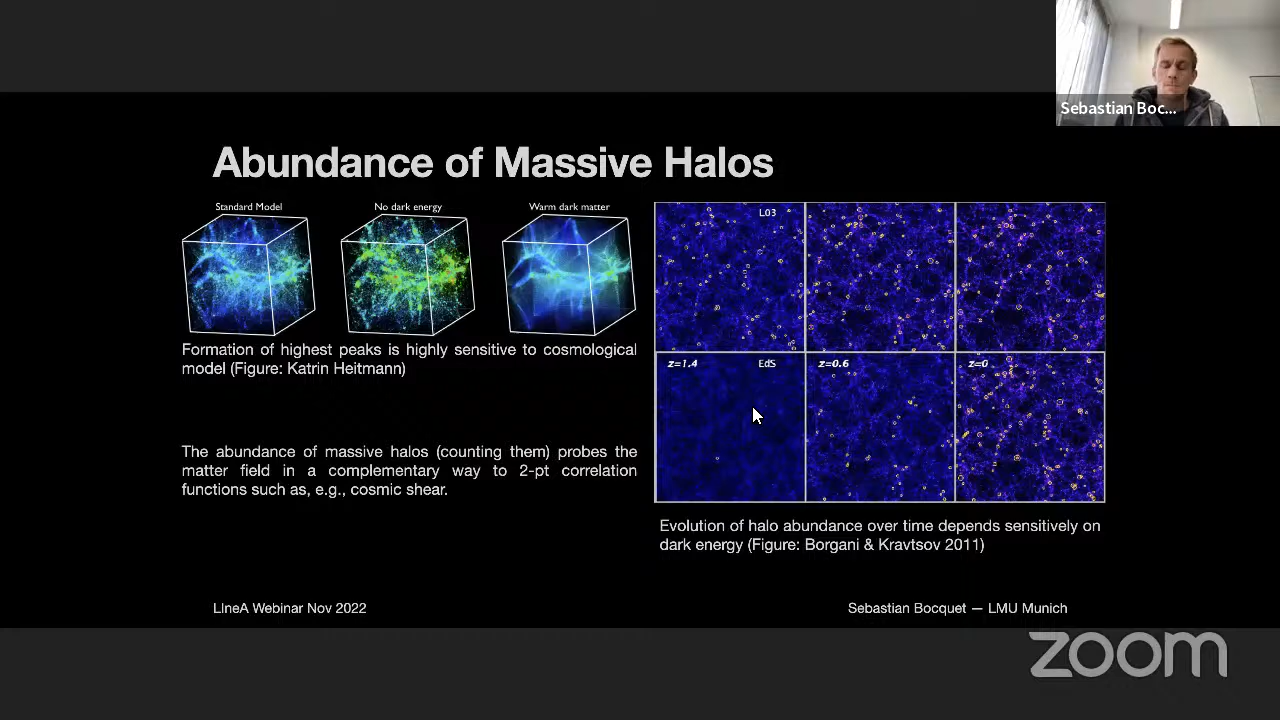 Sebastian Boc...
Abundance of Massive Halos
Standard Model
No dark energy
Warm dark matter
Formation of highest peaks is highly sensitive to cosmological
model (Figure: Katrin Heitmann)
The abundance of massive halos (counting them) probes the
matter field in a complementary way to 2-pt correlation
functions such as, e.g., cosmic shear.
L03
z=1.4
EdS
z=0.6
z=0
Evolution of halo abundance over time depends sensitively on
dark energy (Figure: Borgani & Kravtsov 2011)
LIneA Webinar Nov 2022
Sebastian Bocquet — LMU Munich
zoom